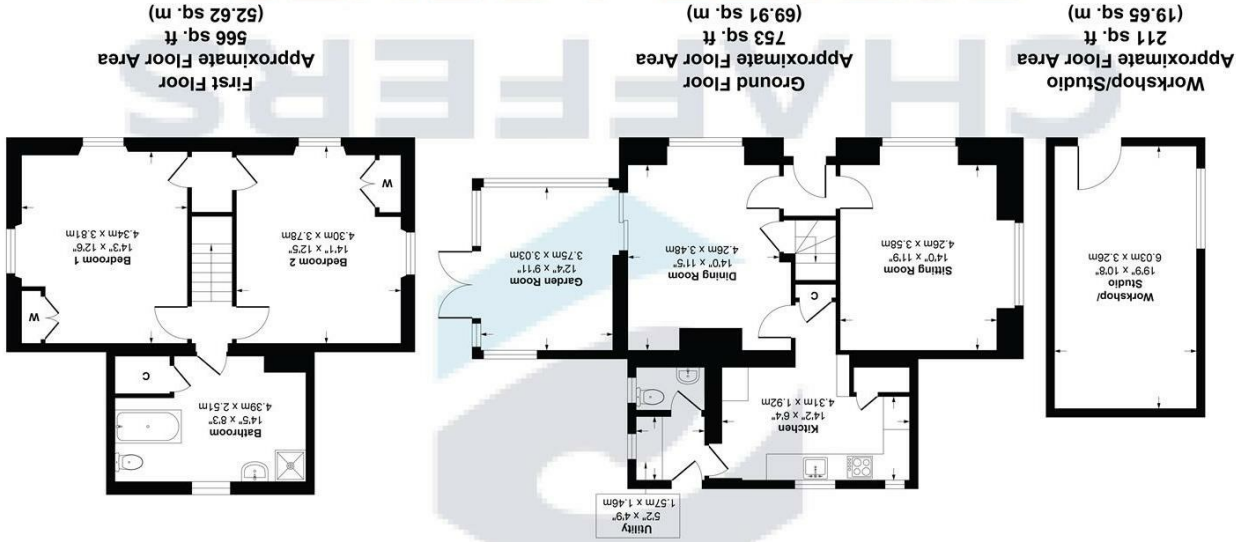 Workshop/
Studio
19'9" x 10'8"
6.03m x 3.26m
Workshop/Studio
Approximate Floor Area
211 sq. ft
(19.65 sq. m)
Utility
5'2" x 4'9"
1.57m x 1.46m
Kitchen
14'2" x 6'4"
4.31m x 1.92m
C
Sitting Room
14'0" x 11'9"
4.26m x 3.58m
Dining Room
14'0" x 11'5"
4.26m x 3.48m
Garden Room
12'4" x 9'11"
3.75m x 3.03m
Ground Floor
Approximate Floor Area
753 sq. ft
(69.91 sq. m)
Bathroom
14'5" x 8'3"
4.39m x 2.51m
C
W
Bedroom 2
14'1" x 12'5"
4.30m x 3.78m
W
Bedroom 1
14'3" x 12'6"
4.34m x 3.81m
First Floor
Approximate Floor Area
566 sq. ft
(52.62 sq. m)
CHAFFERS